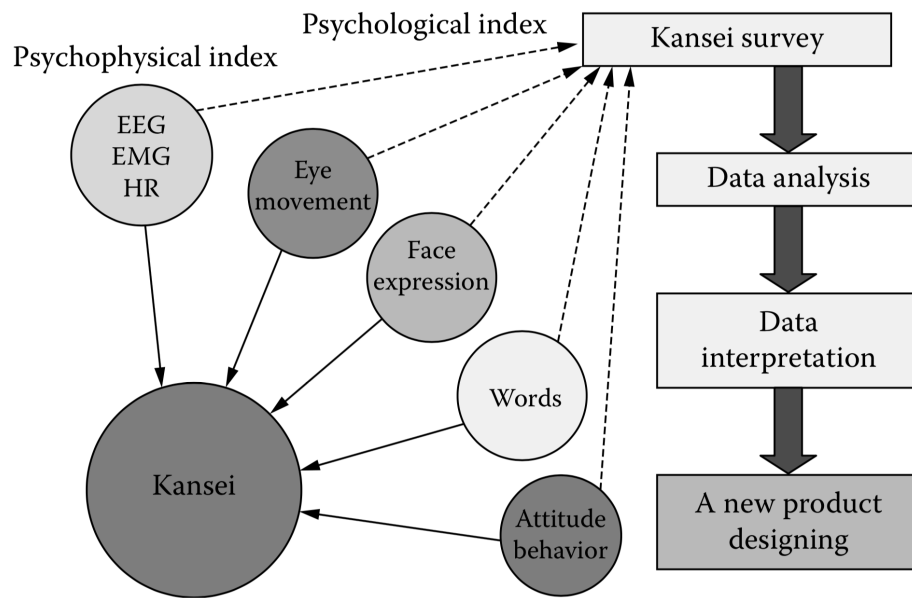 Psychological index
Psychophysical index
Kansei survey
EEG
EMG
HR
Eye
movement
Data analysis
Face
expression
Data
interpretation
Words
Kansei
Attitude
behavior
A new product
designing